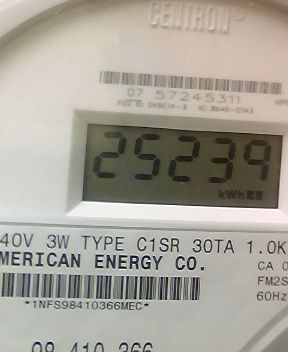 CENTRON®
07 57245311
25239
kWh
40V 3W TYPE C1SR 30TA 1.0K
MERICAN ENERGY CO.
CA 0
FM2S
60Hz
*1NFS98410366MEC*
98 410 366